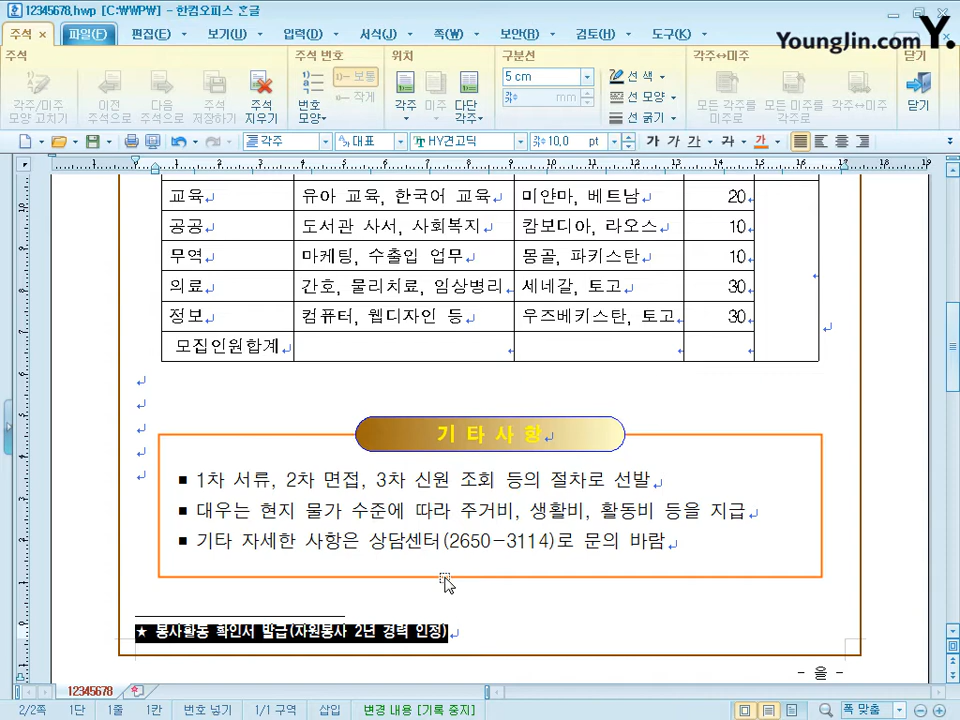 12345678.hwp [C:₩WPW] - 한컴오피스 흔글
주석 × 파일(F) 편집(E) 보기(U) 입력(D) 서식(J) 쪽(W) 보안(B) 검토(H) 도구(K)
YoungJin.com Y.
주석 주석 번호 위치 구분선 각주↔미주 닫기
각주/미주 모양 고치기 이전 주석으로 다음 주석으로 주석 저장하기 주석 지우기 번호 모양 보통 작게 각주 미주 다단 각주 5 cm mm 선 색 선 모양 선 굵기 모든 각주를 미주로 모든 미주를 각주로 각주↔미주 닫기
각주 대표 HY견고딕 10.0 pt 가 가 가 가 가
교육 유아 교육, 한국어 교육 미얀마, 베트남 20
공공 도서관 사서, 사회복지 캄보디아, 라오스 10
무역 마케팅, 수출입 업무 몽골, 파키스탄 10
의료 간호, 물리치료, 임상병리 세네갈, 토고 30
정보 컴퓨터, 웹디자인 등 우즈베키스탄, 토고 30
모집인원합계
기 타 사 항
■ 1차 서류, 2차 면접, 3차 신원 조회 등의 절차로 선발
■ 대우는 현지 물가 수준에 따라 주거비, 생활비, 활동비 등을 지급
■ 기타 자세한 사항은 상담센터(2650-3114)로 문의 바람
★ 봉사활동 확인서 발급(자원봉사 2년 경력 인정)
- 을 -
12345678
2/2쪽 1단 1줄 1칸 번호 넣기 1/1 구역 삽입 변경 내용 [기록 중지] 폭 맞춤